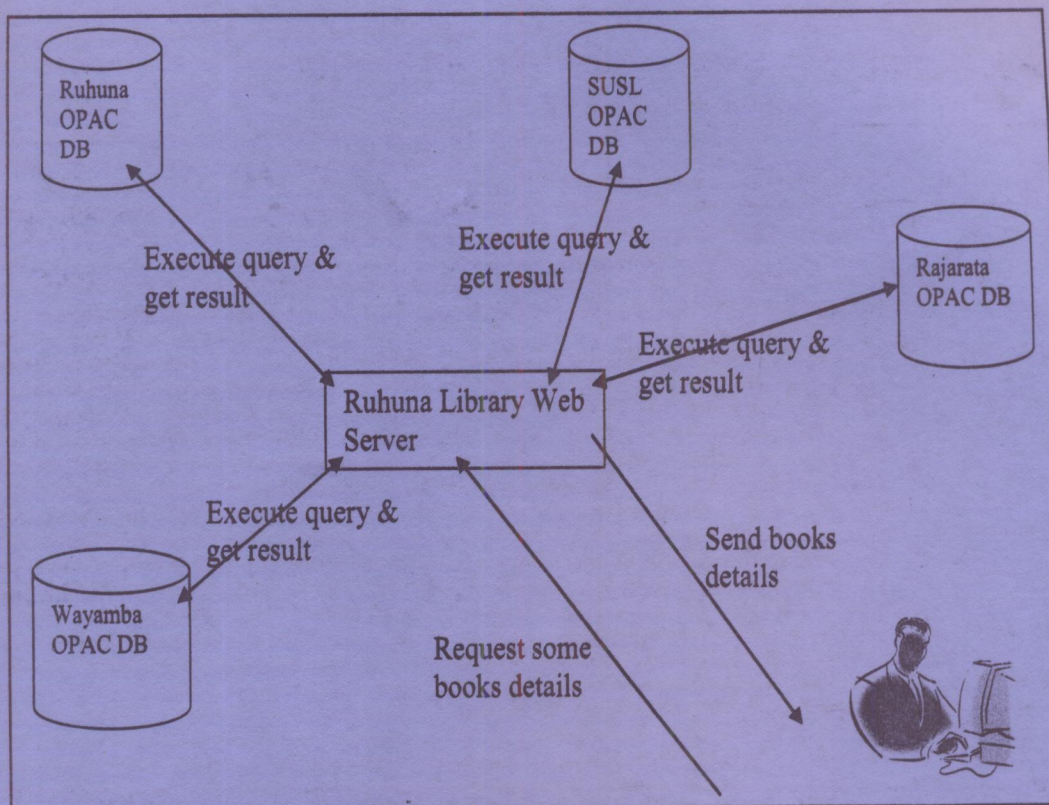 Ruhuna
OPAC
DB
SUSL
OPAC
DB
Execute query &
get result
Execute query &
get result
Rajarata
OPAC DB
Execute query &
get result
Ruhuna Library Web
Server
Execute query &
get result
Wayamba
OPAC DB
Send books
details
Request some
books details